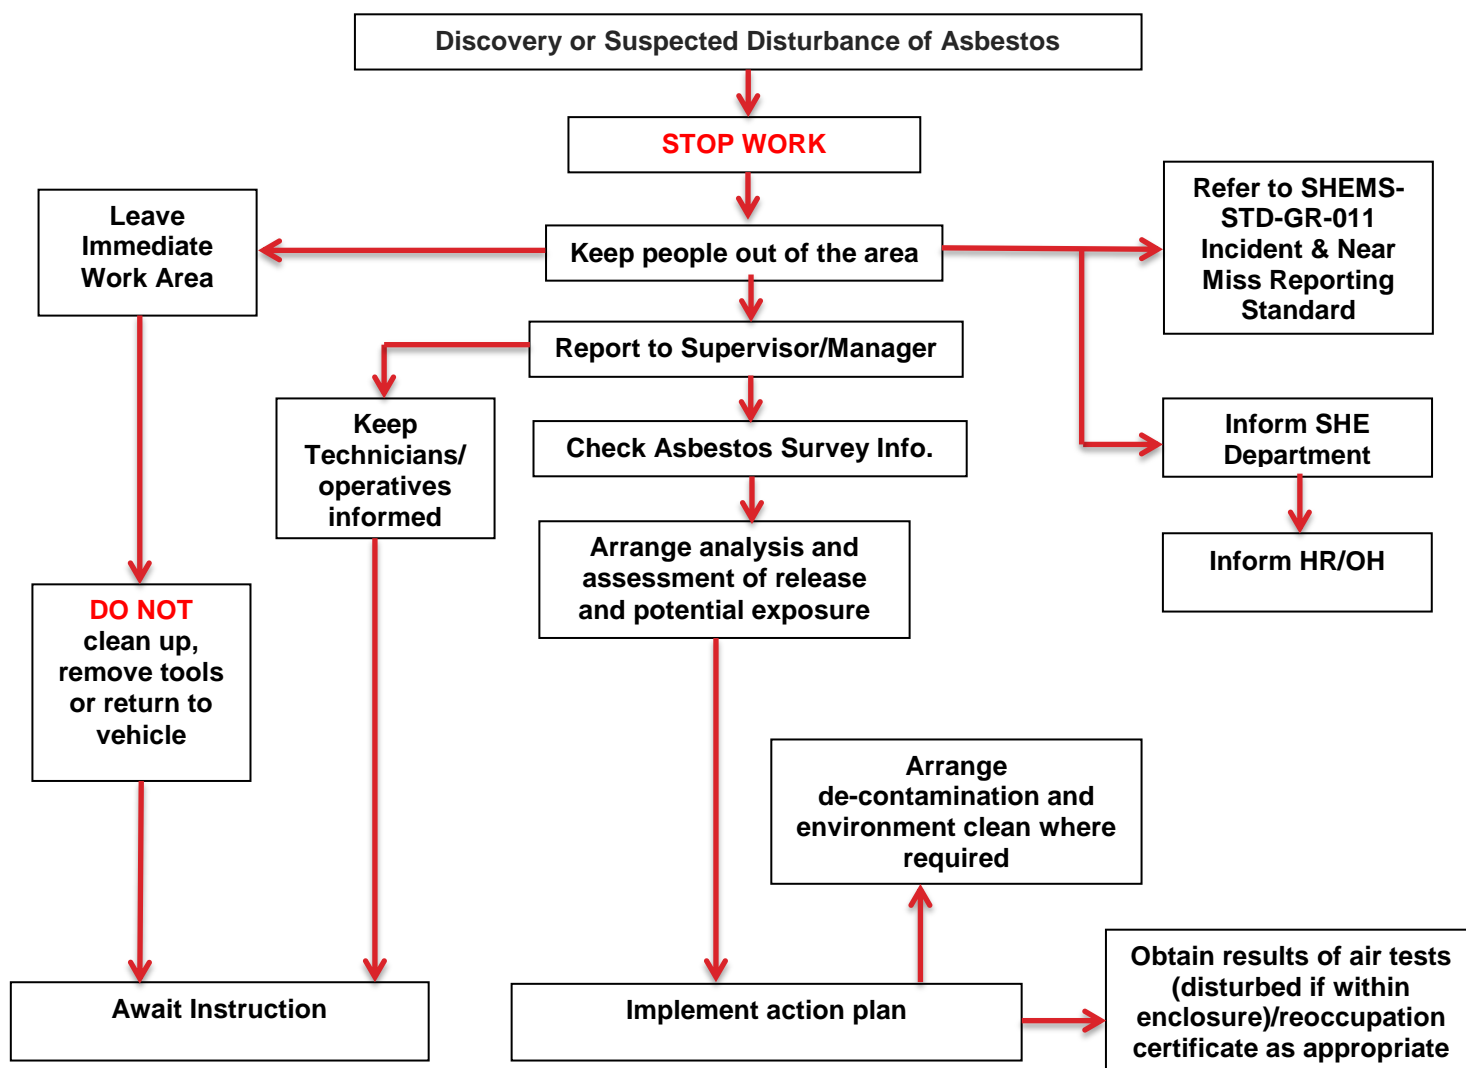 Discovery or Suspected Disturbance of Asbestos
STOP WORK
Leave
Immediate
Work Area
Keep people out of the area
Refer to SHEMS-
STD-GR-011
Incident & Near
Miss Reporting
Standard
Report to Supervisor/Manager
Keep
Technicians/
operatives
informed
Check Asbestos Survey Info.
Inform SHE
Department
Arrange analysis and
assessment of release
and potential exposure
Inform HR/OH
DO NOT
clean up,
remove tools
or return to
vehicle
Arrange
de-contamination and
environment clean where
required
Await Instruction
Implement action plan
Obtain results of air tests
(disturbed if within
enclosure)/reoccupation
certificate as appropriate